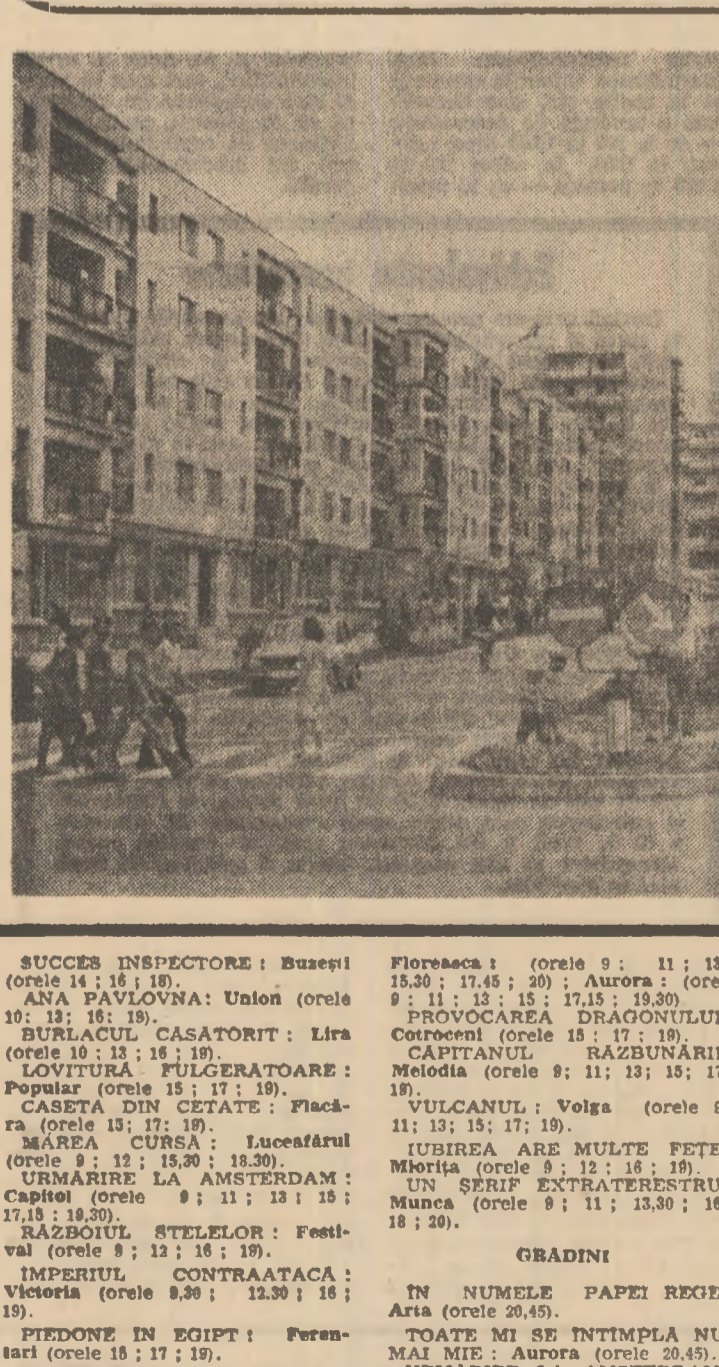 SUCCES INSPECTORE : Buzești
(orele 14 ; 16 ; 18).
ANA PAVLOVNA: Union (orele
10; 13; 16; 19).
BURLACUL CASATORIT : Lira
(orele 10 ; 13 ; 16 ; 19).
LOVITURĂ FULGERATOARE :
Popular (orele 15 ; 17 ; 19).
CASETA DIN CETATE : Flacă-
ra (orele 15; 17; 19).
MAREA CURSĂ : Luceafărul
(orele 9 ; 12 ; 15,30 ; 18.30).
URMĂRIRE LA AMSTERDAM :
Capitol (orele 9 ; 11 ; 13 ; 15 ;
17,15 ; 19,30).
RĂZBOIUL STELELOR : Festi-
val (orele 9 ; 12 ; 16 ; 19).
IMPERIUL CONTRAATACA :
Victoria (orele 9,30 ; 12.30 ; 16 ;
19).
PIEDONE ÎN EGIPT : Feren-
tari (orele 15 ; 17 ; 19).
Floreasca : (orele 9 ; 11 ; 13
15,30 ; 17.45 ; 20) ; Aurora : (ore
9 ; 11 ; 13 ; 15 ; 17,15 ; 19,30)
PROVOCAREA DRAGONULUI
Cotroceni (orele 15 ; 17 ; 19).
CAPITANUL RĂZBUNĂRII
Melodia (orele 9; 11; 13; 15; 17
19).
VULCANUL : Volga (orele 9
11; 13; 15; 17; 19).
IUBIREA ARE MULTE FEȚE
Miorița (orele 9 ; 12 ; 16 ; 19).
UN ȘERIF EXTRATERESTRU
Munca (orele 9 ; 11 ; 13,30 ; 16
18 ; 20).
GRADINI
ÎN NUMELE PAPEI REGE
Arta (orele 20,45).
TOATE MI SE ÎNTÎMPLĂ NU
MAI MIE : Aurora (orele 20,45).